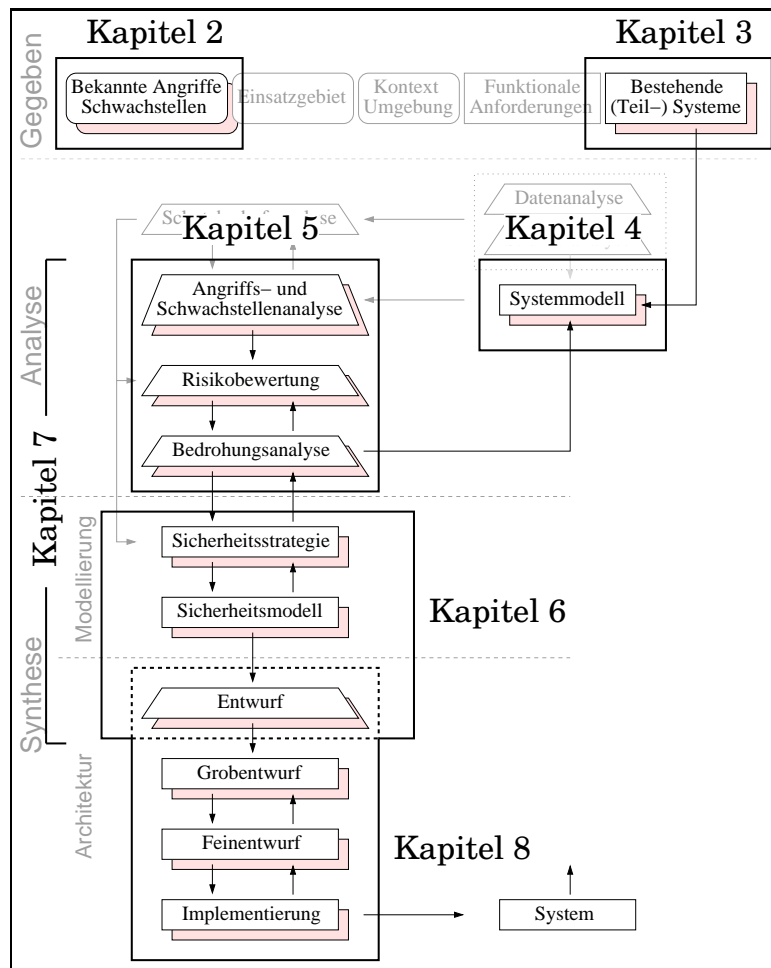 Kapitel 2
Kapitel 3
Gegeben
Bekannte Angriffe
Schwachstellen
Einsatzgebiet
Kontext
Umgebung
Funktionale
Anforderungen
Bestehende
(Teil–) Systeme
Datenanalyse
Kapitel 5
Kapitel 4
Analyse
Angriffs– und
Schwachstellenanalyse
Systemmodell
Risikobewertung
Bedrohungsanalyse
Kapitel 7
Modellierung
Sicherheitsstrategie
Sicherheitsmodell
Kapitel 6
Synthese
Entwurf
Architektur
Grobentwurf
Feinentwurf
Kapitel 8
Implementierung
System